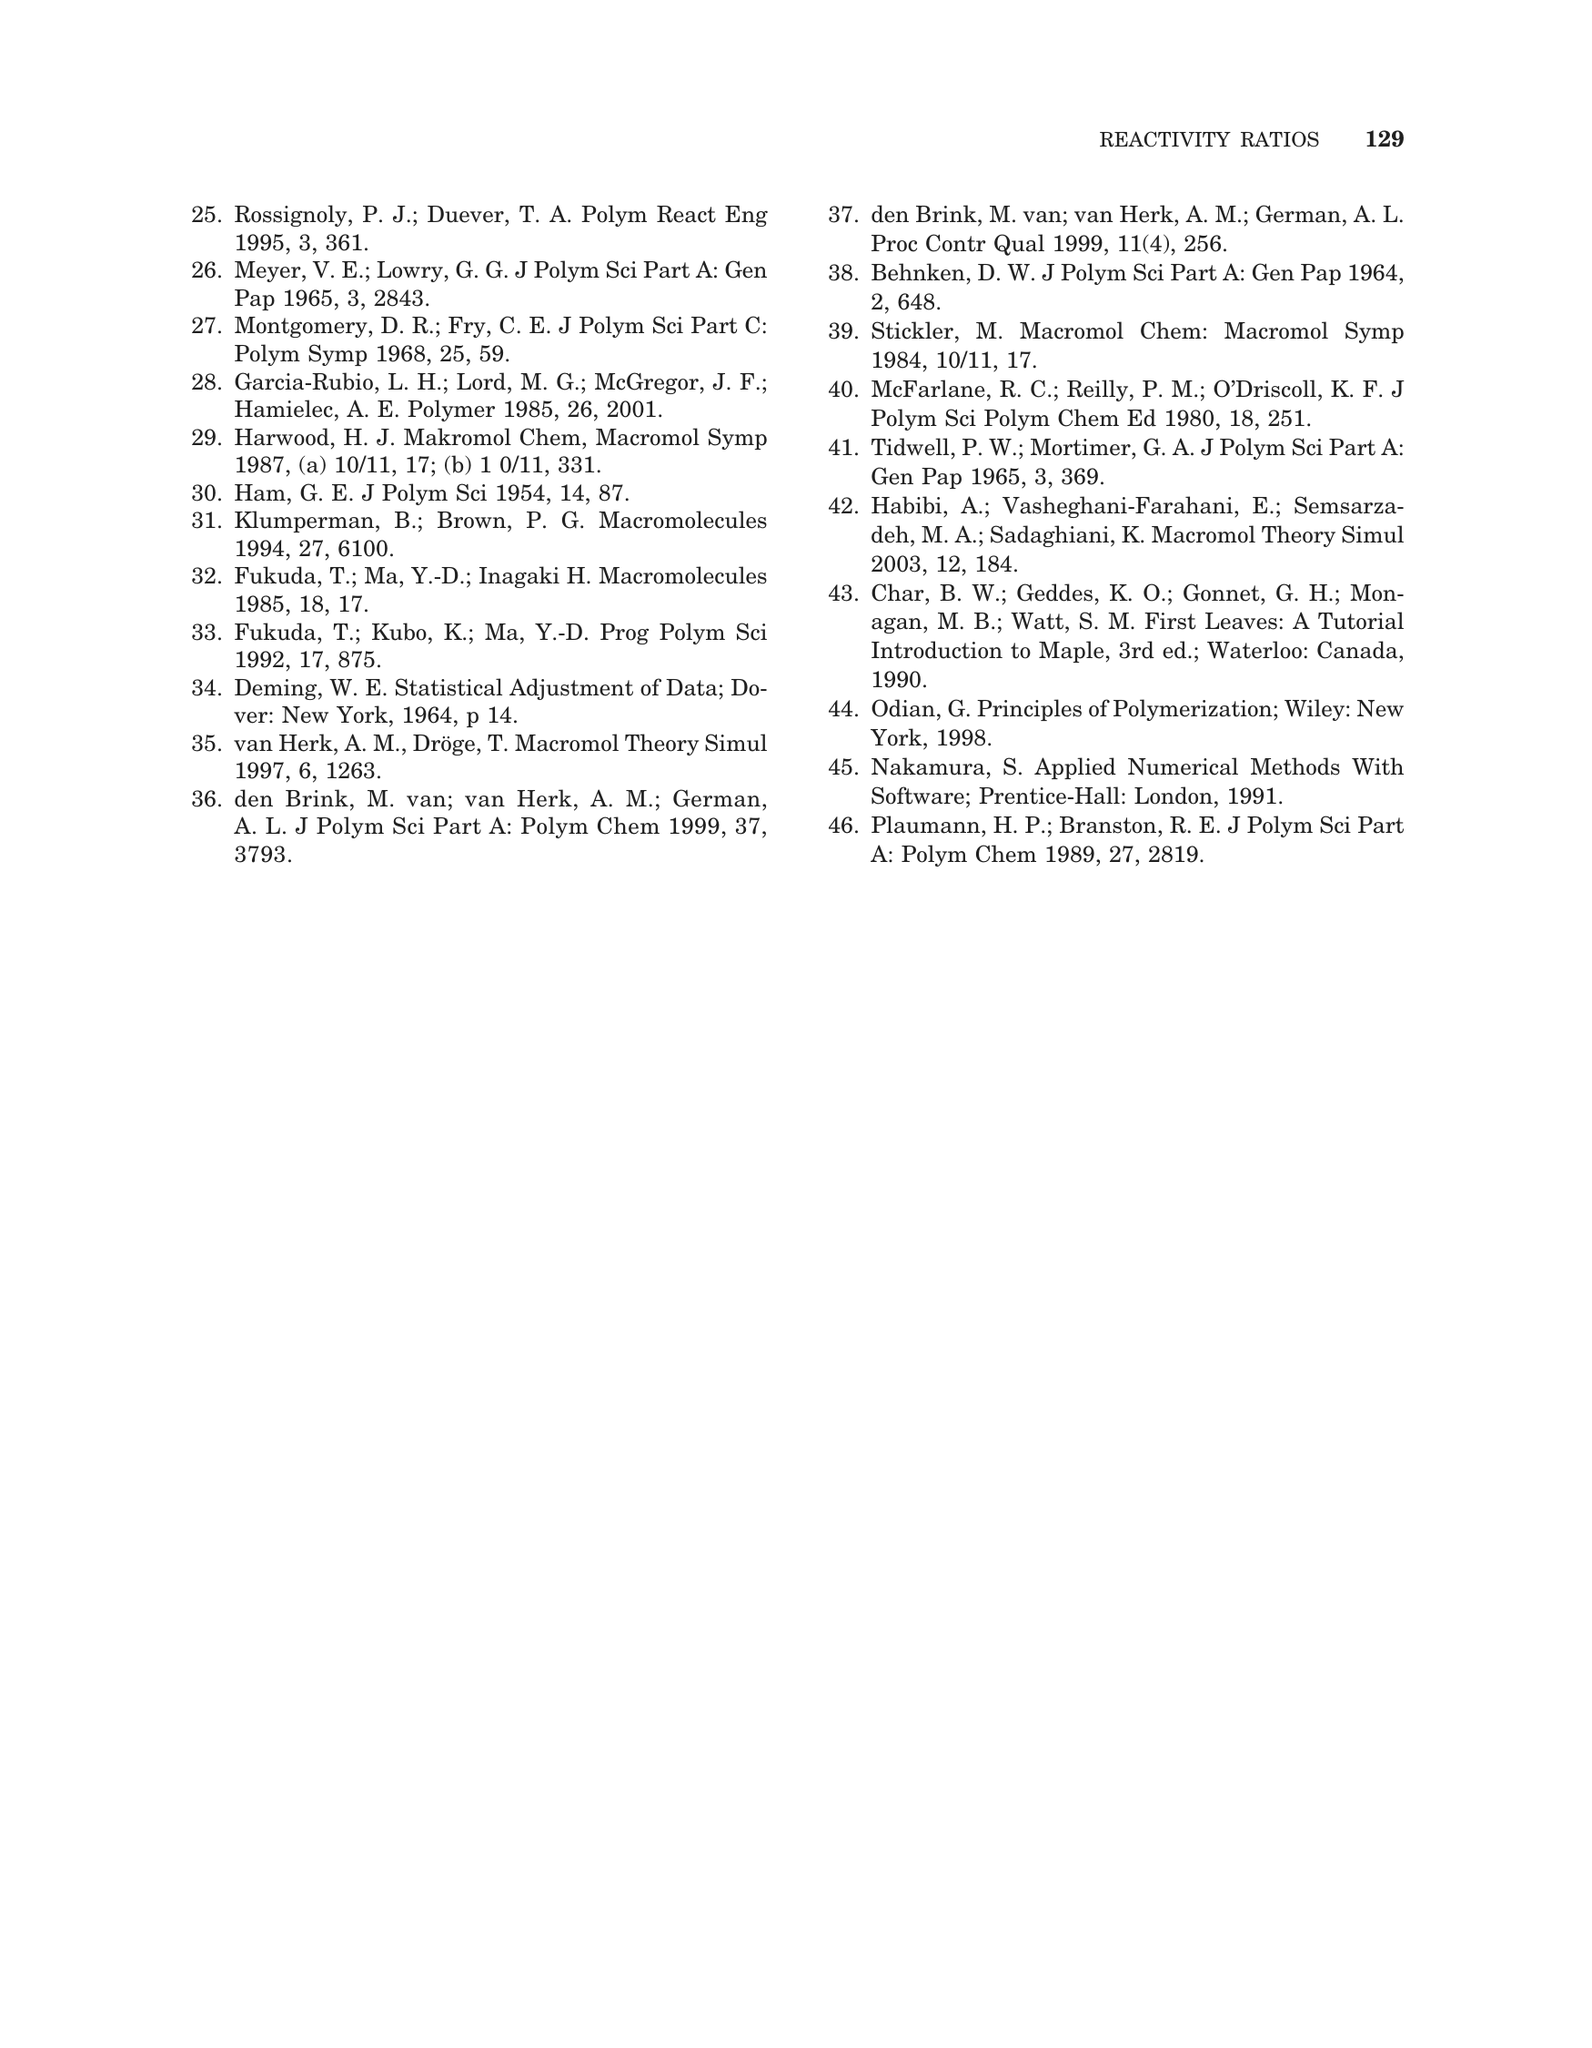 REACTIVITY RATIOS 129
25. Rossignoly, P. J.; Duever, T. A. Polym React Eng
1995, 3, 361.
26. Meyer, V. E.; Lowry, G. G. J Polym Sci Part A: Gen
Pap 1965, 3, 2843.
27. Montgomery, D. R.; Fry, C. E. J Polym Sci Part C:
Polym Symp 1968, 25, 59.
28. Garcia-Rubio, L. H.; Lord, M. G.; McGregor, J. F.;
Hamielec, A. E. Polymer 1985, 26, 2001.
29. Harwood, H. J. Makromol Chem, Macromol Symp
1987, (a) 10/11, 17; (b) 1 0/11, 331.
30. Ham, G. E. J Polym Sci 1954, 14, 87.
31. Klumperman, B.; Brown, P. G. Macromolecules
1994, 27, 6100.
32. Fukuda, T.; Ma, Y.-D.; Inagaki H. Macromolecules
1985, 18, 17.
33. Fukuda, T.; Kubo, K.; Ma, Y.-D. Prog Polym Sci
1992, 17, 875.
34. Deming, W. E. Statistical Adjustment of Data; Do-
ver: New York, 1964, p 14.
35. van Herk, A. M., Dröge, T. Macromol Theory Simul
1997, 6, 1263.
36. den Brink, M. van; van Herk, A. M.; German,
A. L. J Polym Sci Part A: Polym Chem 1999, 37,
3793.
37. den Brink, M. van; van Herk, A. M.; German, A. L.
Proc Contr Qual 1999, 11(4), 256.
38. Behnken, D. W. J Polym Sci Part A: Gen Pap 1964,
2, 648.
39. Stickler, M. Macromol Chem: Macromol Symp
1984, 10/11, 17.
40. McFarlane, R. C.; Reilly, P. M.; O’Driscoll, K. F. J
Polym Sci Polym Chem Ed 1980, 18, 251.
41. Tidwell, P. W.; Mortimer, G. A. J Polym Sci Part A:
Gen Pap 1965, 3, 369.
42. Habibi, A.; Vasheghani-Farahani, E.; Semsarza-
deh, M. A.; Sadaghiani, K. Macromol Theory Simul
2003, 12, 184.
43. Char, B. W.; Geddes, K. O.; Gonnet, G. H.; Mon-
agan, M. B.; Watt, S. M. First Leaves: A Tutorial
Introduction to Maple, 3rd ed.; Waterloo: Canada,
1990.
44. Odian, G. Principles of Polymerization; Wiley: New
York, 1998.
45. Nakamura, S. Applied Numerical Methods With
Software; Prentice-Hall: London, 1991.
46. Plaumann, H. P.; Branston, R. E. J Polym Sci Part
A: Polym Chem 1989, 27, 2819.